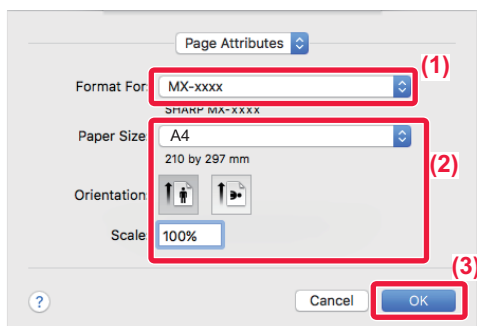 Page Attributes
(1)
Format For: MX-xxxx
SHARP MX-xxxx
Paper Size: A4
210 by 297 mm
(2)
Orientation:
Scale: 100%
(3)
? Cancel OK